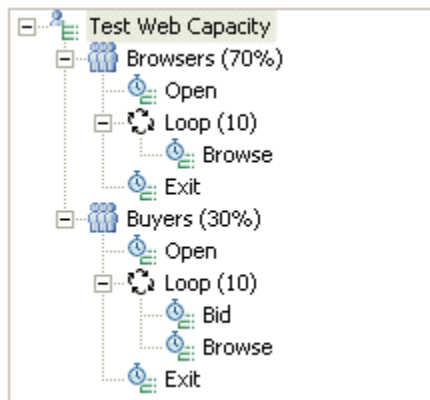 Test Web Capacity
Browsers (70%)
Open
Loop (10)
Browse
Exit
Buyers (30%)
Open
Loop (10)
Bid
Browse
Exit